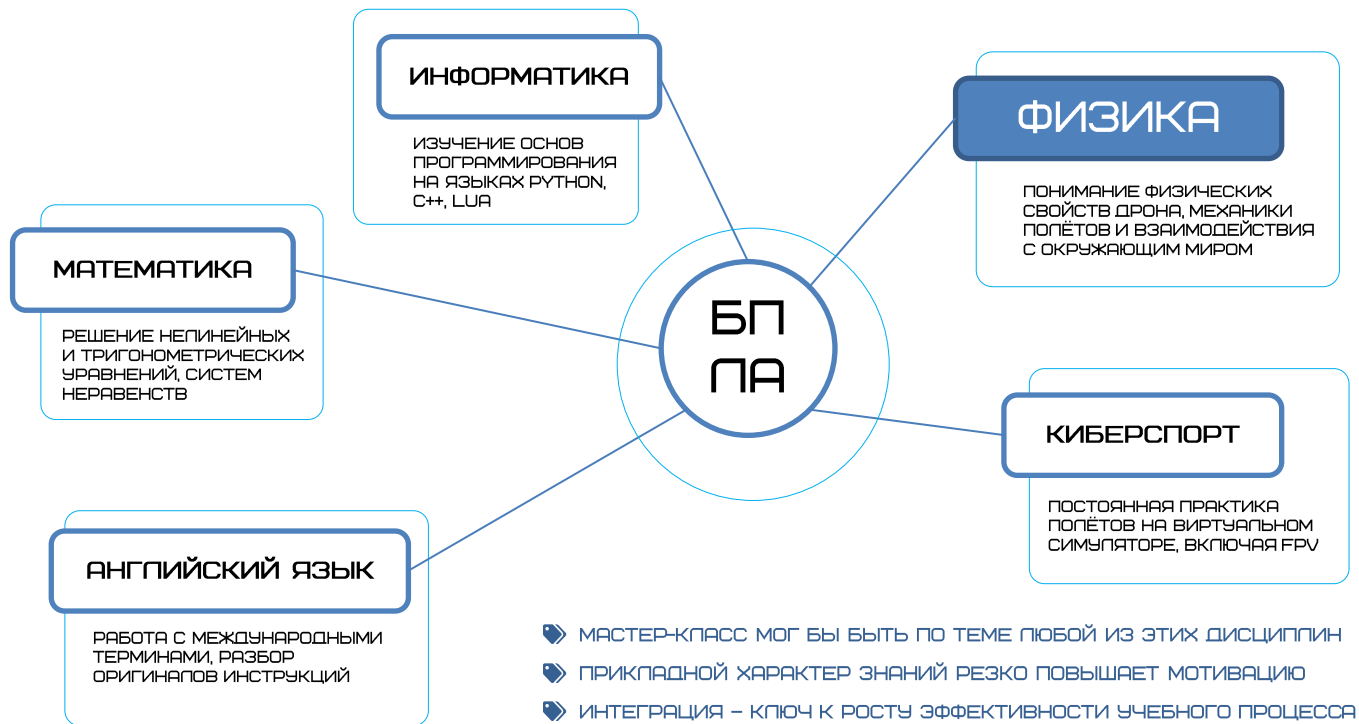 ИНФОРМАТИКА
ИЗУЧЕНИЕ ОСНОВ
ПРОГРАММИРОВАНИЯ
НА ЯЗЫКАХ PYTHON,
C++, LUA
ФИЗИКА
ПОНИМАНИЕ ФИЗИЧЕСКИХ
СВОЙСТВ ДРОНА, МЕХАНИКИ
ПОЛЁТОВ И ВЗАИМОДЕЙСТВИЯ
С ОКРУЖАЮЩИМ МИРОМ
МАТЕМАТИКА
РЕШЕНИЕ НЕЛИНЕЙНЫХ
И ТРИГОНОМЕТРИЧЕСКИХ
УРАВНЕНИЙ, СИСТЕМ
НЕРАВЕНСТВ
БП
ЛА
КИБЕРСПОРТ
ПОСТОЯННАЯ ПРАКТИКА
ПОЛЁТОВ НА ВИРТУАЛЬНОМ
СИМУЛЯТОРЕ, ВКЛЮЧАЯ FPV
АНГЛИЙСКИЙ ЯЗЫК
РАБОТА С МЕЖДУНАРОДНЫМИ
ТЕРМИНАМИ, РАЗБОР
ОРИГИНАЛОВ ИНСТРУКЦИЙ
МАСТЕР-КЛАСС МОГ БЫ БЫТЬ ПО ТЕМЕ ЛЮБОЙ ИЗ ЭТИХ ДИСЦИПЛИН
ПРИКЛАДНОЙ ХАРАКТЕР ЗНАНИЙ РЕЗКО ПОВЫШАЕТ МОТИВАЦИЮ
ИНТЕГРАЦИЯ – КЛЮЧ К РОСТУ ЭФФЕКТИВНОСТИ УЧЕБНОГО ПРОЦЕССА